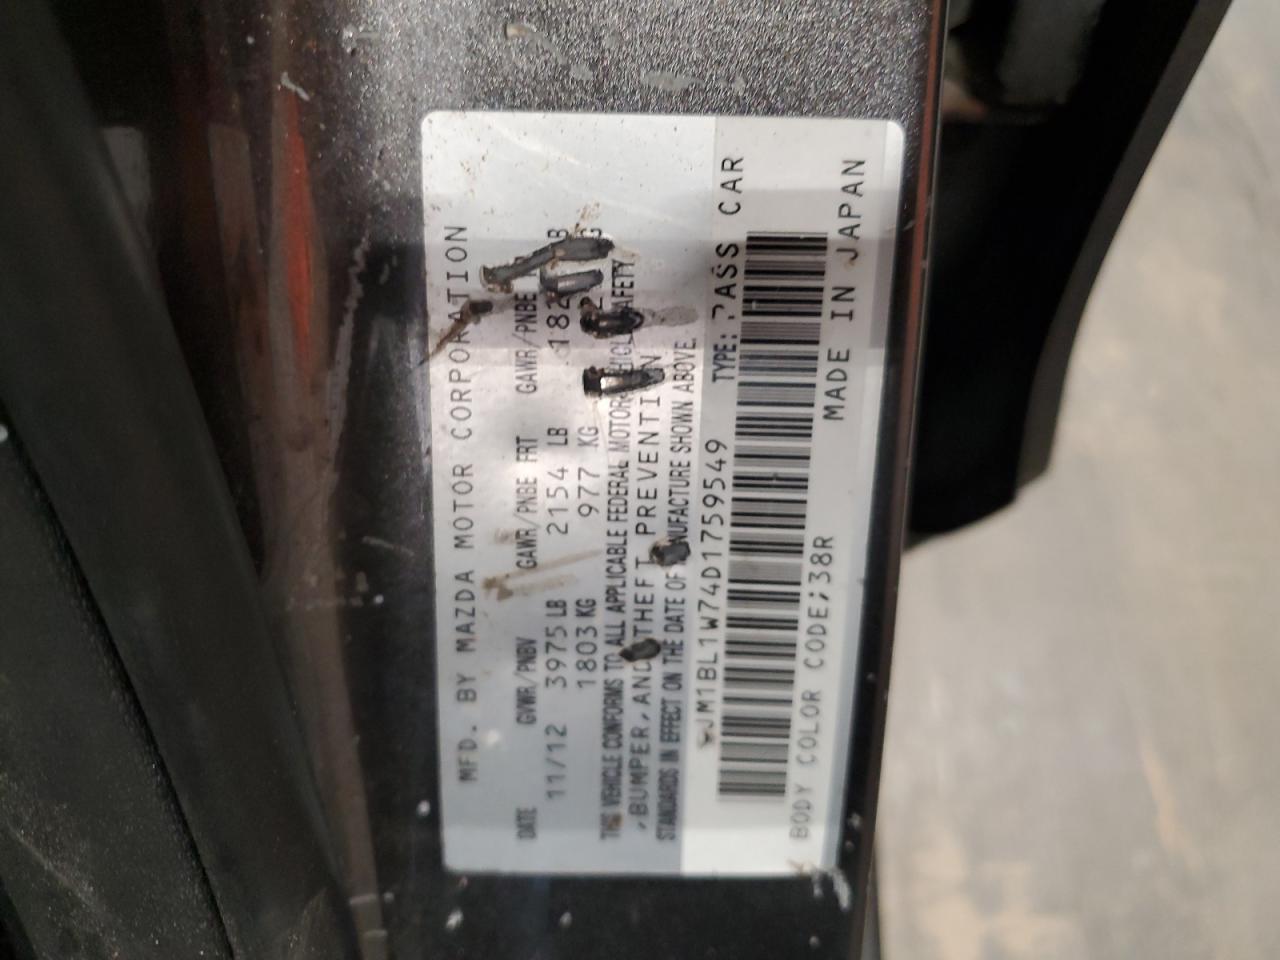 MFD. BY MAZDA MOTOR CORPORATION
DATE GVWR/PNBV GAWR/PNBE FRT GAWR/PNBE
11/12 3975 LB 2154 LB
1803 KG 977 KG
THIS VEHICLE CONFORMS TO ALL APPLICABLE FEDERAL MOTOR VEHICLE SAFETY
,BUMPER, AND THEFT PREVENTION
STANDARDS IN EFFECT ON THE DATE OF MANUFACTURE SHOWN ABOVE.
JM1BL1W74D1759549 TYPE: PASS CAR
BODY COLOR CODE;38R MADE IN JAPAN